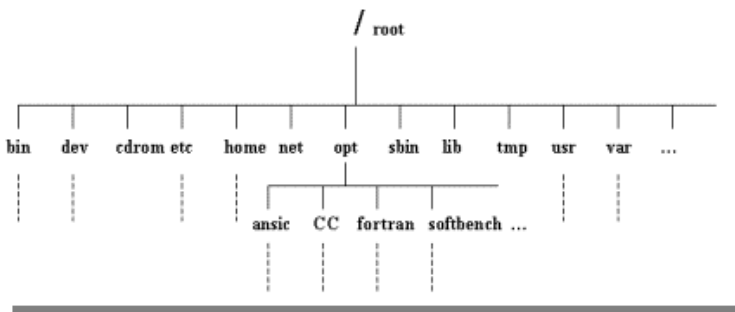 / root
bin dev cdrom etc home net opt sbin lib tmp usr var ...
ansic CC fortran softbench ...